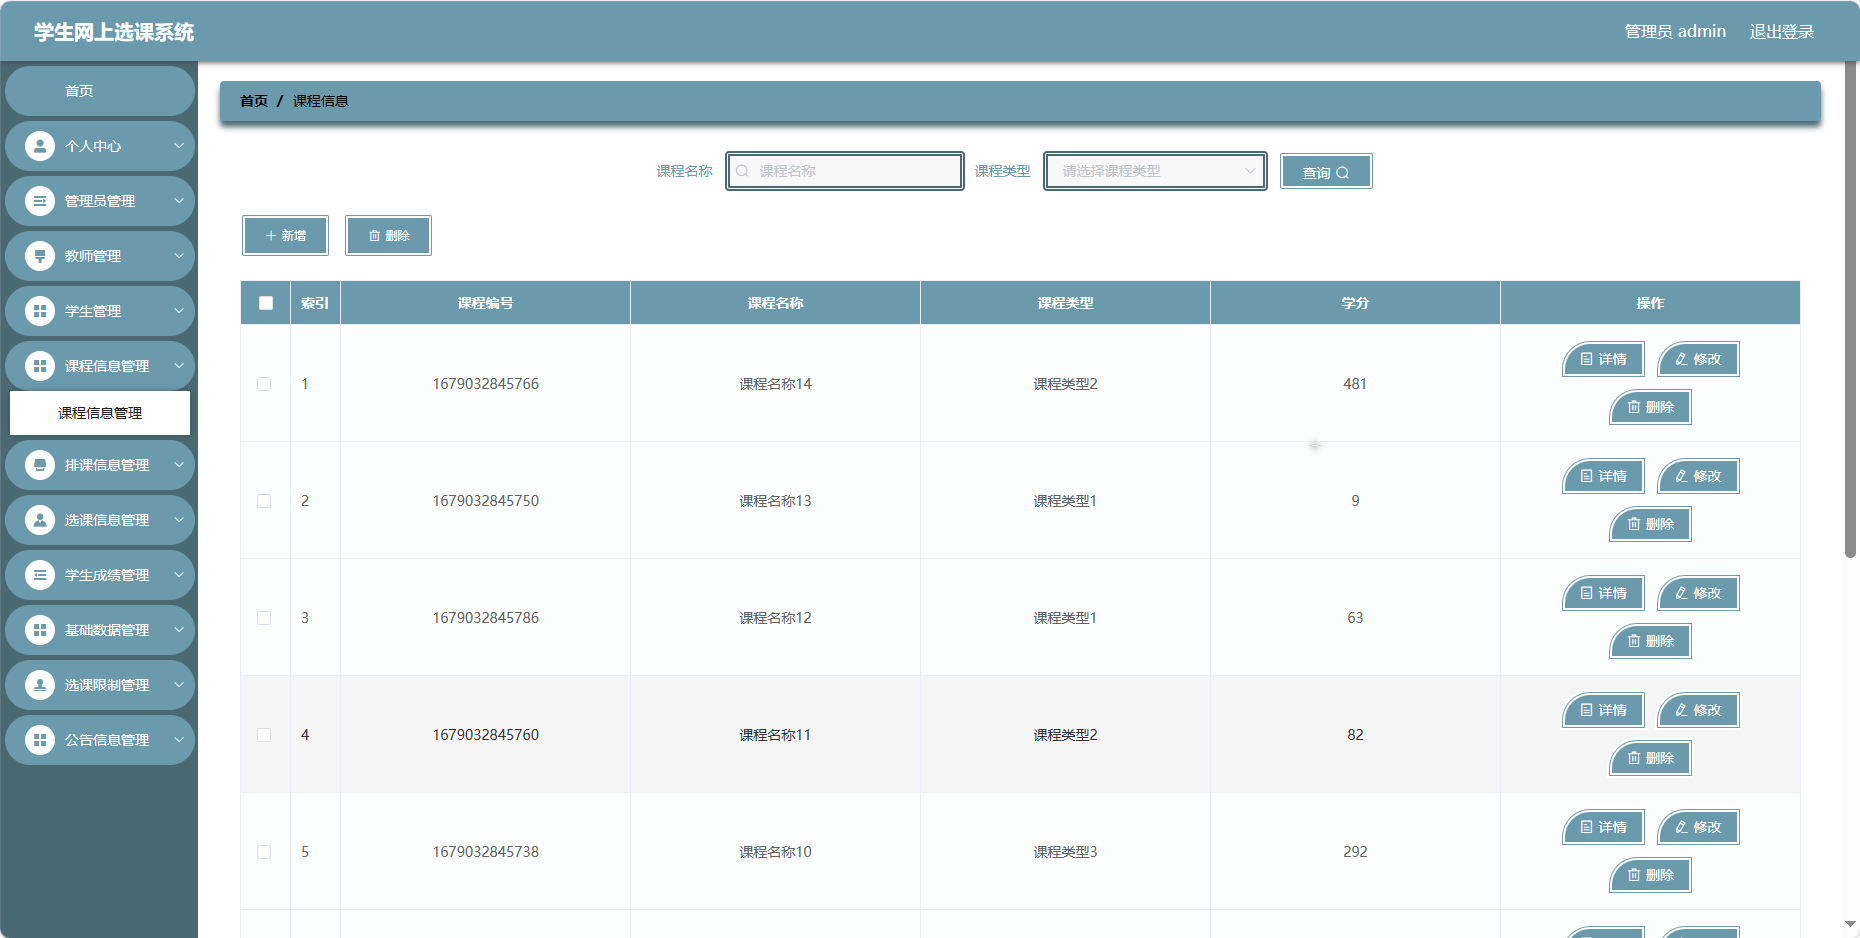 学生网上选课系统
管理员 admin 退出登录
首页
个人中心
管理员管理
教师管理
学生管理
课程信息管理
课程信息管理
排课信息管理
选课信息管理
学生成绩管理
基础数据管理
选课限制管理
公告信息管理
首页 / 课程信息
课程名称 课程名称 课程类型 请选择课程类型 查询
新增 删除
索引 课程编号 课程名称 课程类型 学分 操作
1 1679032845766 课程名称14 课程类型2 481 详情 修改
删除
2 1679032845750 课程名称13 课程类型1 9 详情 修改
删除
3 1679032845786 课程名称12 课程类型1 63 详情 修改
删除
4 1679032845760 课程名称11 课程类型2 82 详情 修改
删除
5 1679032845738 课程名称10 课程类型3 292 详情 修改
删除